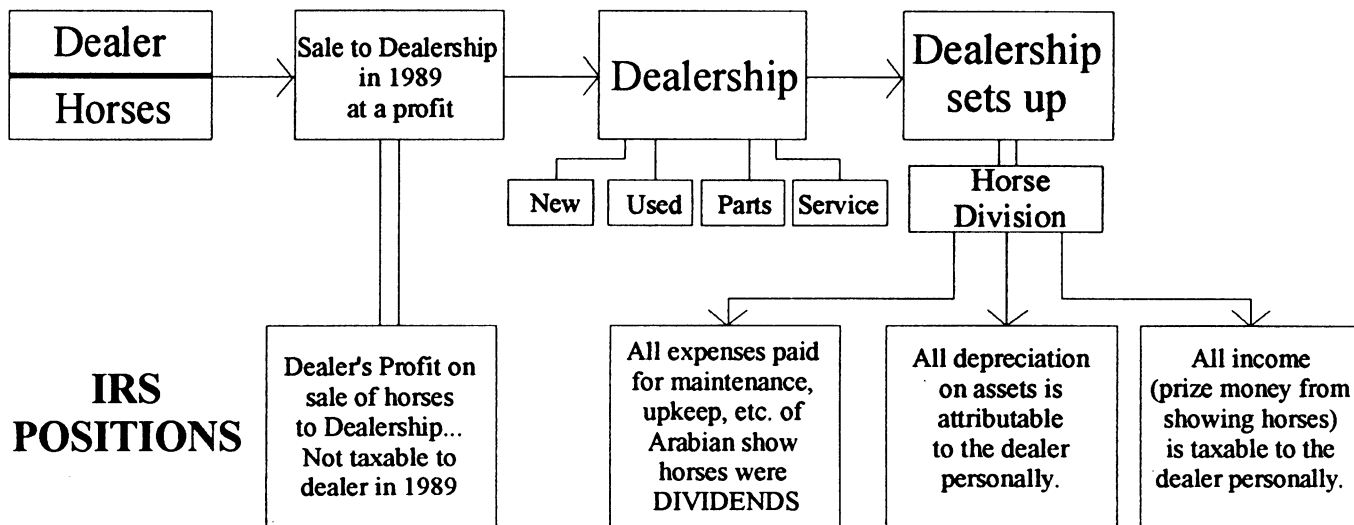 Dealer
Horses
Sale to Dealership
in 1989
at a profit
Dealership
Dealership
sets up
New
Used
Parts
Service
Horse
Division
IRS
POSITIONS
Dealer's Profit on
sale of horses
to Dealership...
Not taxable to
dealer in 1989
All expenses paid
for maintenance,
upkeep, etc. of
Arabian show
horses were
DIVIDENDS
All depreciation
on assets is
attributable
to the dealer
personally.
All income
(prize money from
showing horses)
is taxable to the
dealer personally.